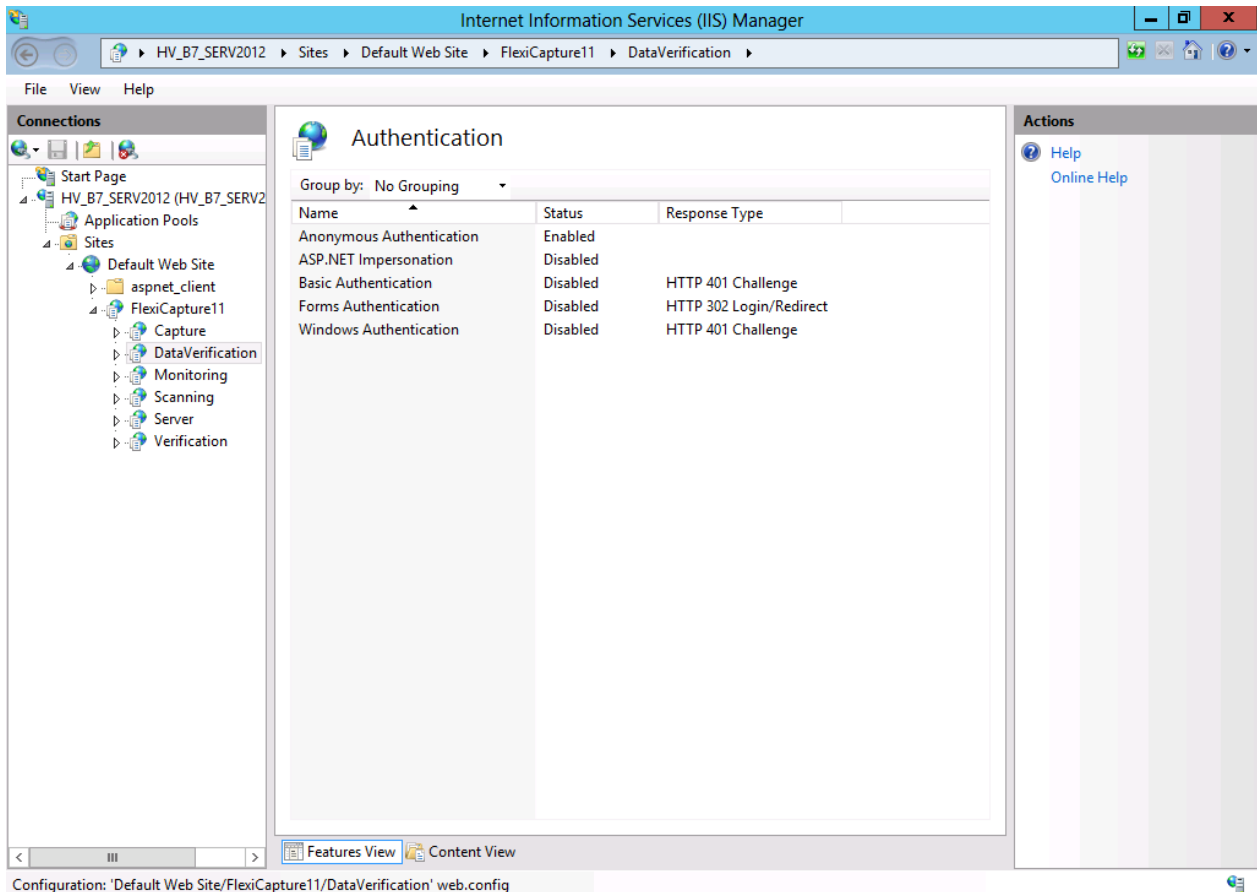 Internet Information Services (IIS) Manager
HV_B7_SERV2012 Sites Default Web Site FlexiCapture11 DataVerification
File View Help
Connections
Start Page
HV_B7_SERV2012 (HV_B7_SERV2
Application Pools
Sites
Default Web Site
aspnet_client
FlexiCapture11
Capture
DataVerification
Monitoring
Scanning
Server
Verification
Authentication
Group by: No Grouping
Name Status Response Type
Anonymous Authentication Enabled
ASP.NET Impersonation Disabled
Basic Authentication Disabled HTTP 401 Challenge
Forms Authentication Disabled HTTP 302 Login/Redirect
Windows Authentication Disabled HTTP 401 Challenge
Features View Content View
Actions
Help
Online Help
Configuration: 'Default Web Site/FlexiCapture11/DataVerification' web.config